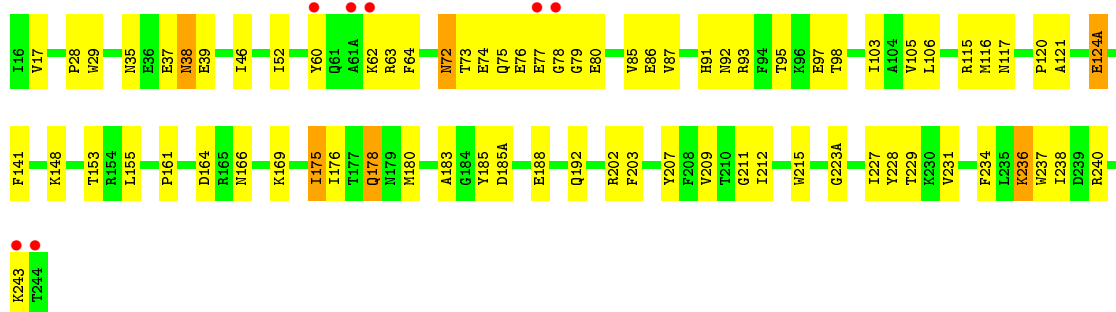 I16 V17 P28 W29 N35 E36 E37 N38 E39 I46 I52 Y60 Q61 A61A K62 R63 F64 N72 T73 E74 Q75 E76 E77 G78 G79 E80 V85 E86 V87 H91 N92 R93 F94 T95 K96 E97 T98 I103 A104 V105 L106 R115 M116 N117 P120 A121 E124A
F141 K148 T153 R154 L155 P161 D164 R165 N166 K169 I175 I176 T177 Q178 N179 M180 A183 G184 Y185 D185A E188 Q192 R202 F203 Y207 F208 V209 T210 G211 I212 W215 G223A I227 Y228 T229 K230 V231 F234 L235 K236 W237 I238 D239 R240
K243 T244